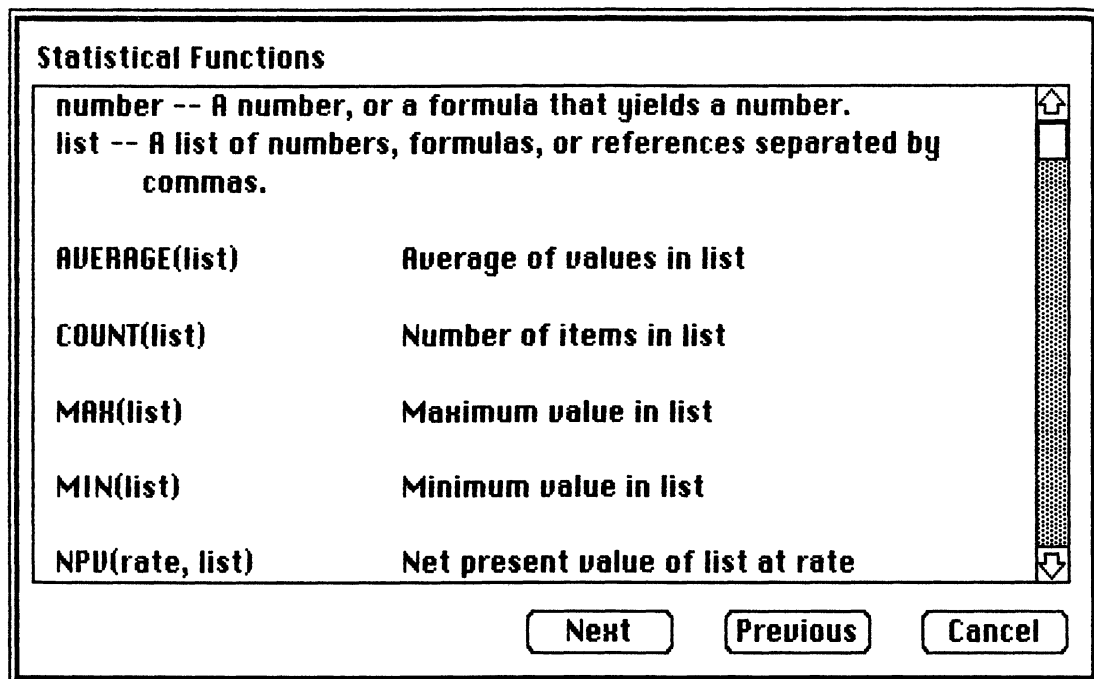 Statistical Functions
number -- A number, or a formula that yields a number.
list -- A list of numbers, formulas, or references separated by
commas.
AVERAGE(list) Average of values in list
COUNT(list) Number of items in list
MAX(list) Maximum value in list
MIN(list) Minimum value in list
NPV(rate, list) Net present value of list at rate
Next Previous Cancel